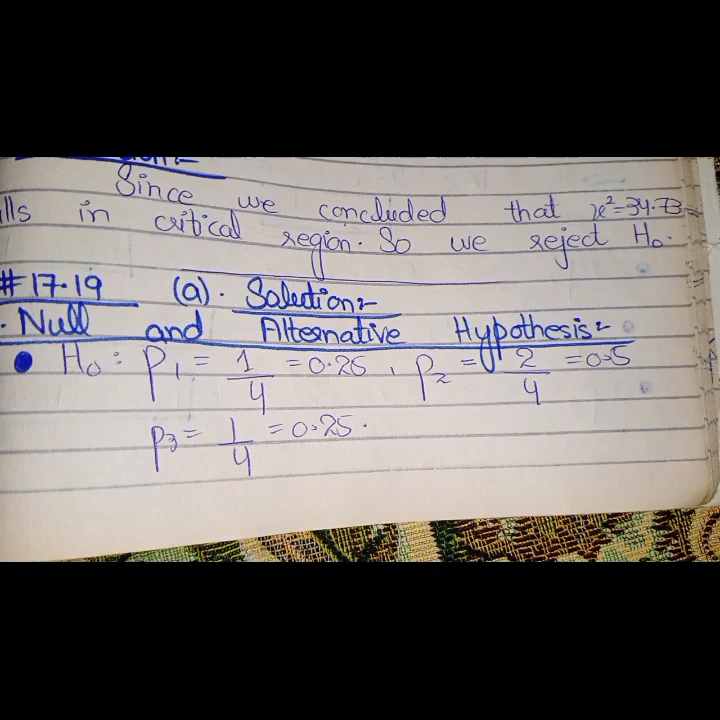 Since we concluded that x²=34.73
lls in critical region. So we reject H₀.
#17.19 (a). Solution:-
Null and Alternative Hypothesis:-
• H₀: P₁ = 1/4 = 0.25, P₂ = 2/4 = 0.5
P₃ = 1/4 = 0.25.